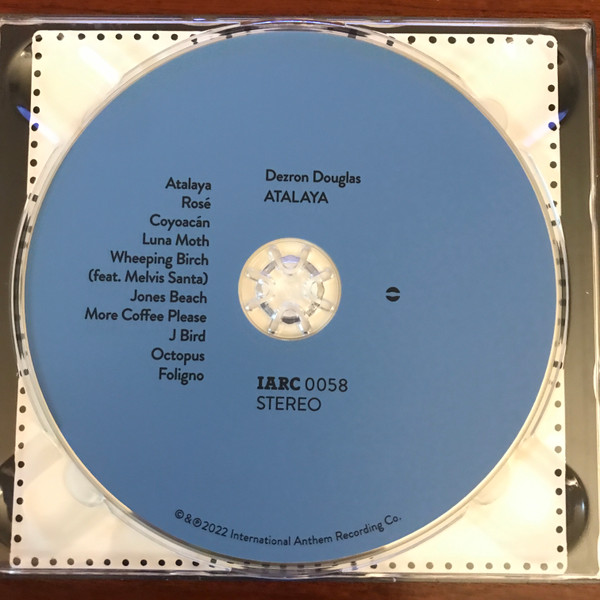 Dezron Douglas
ATALAYA
Atalaya
Rosé
Coyoacán
Luna Moth
Wheeping Birch
(feat. Melvis Santa)
Jones Beach
More Coffee Please
J Bird
Octopus
Foligno
IARC 0058
STEREO
©&℗2022 International Anthem Recording Co.